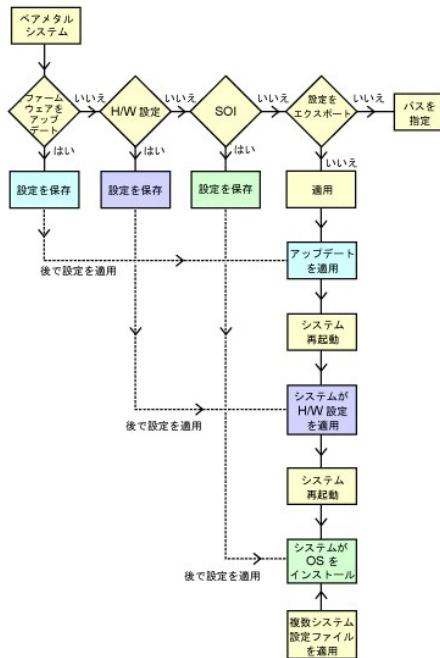 ベアメタル
システム
ファーム
ウェアを
アップ
デート
いいえ
H/W 設定
いいえ
SOI
いいえ
設定を
エクスポート
いいえ
パスを
指定
はい
はい
はい
いいえ
設定を保存
設定を保存
設定を保存
適用
後で設定を適用
アップデート
を適用
システム
再起動
後で設定を適用
システムが
H/W 設定
を適用
システム
再起動
後で設定を適用
システムが
OS を
インストール
複数システム
設定ファイル
を適用